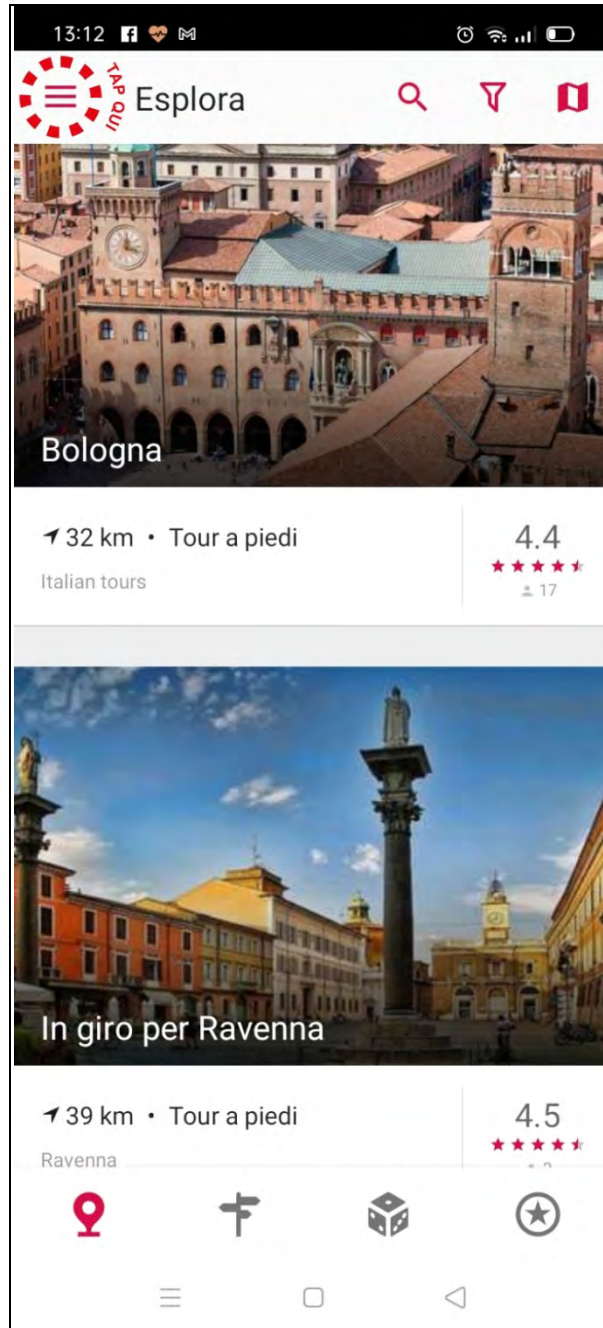 13:12
TAP QUI
Esplora
Bologna
32 km • Tour a piedi
4.4
Italian tours
17
In giro per Ravenna
39 km • Tour a piedi
4.5
Ravenna